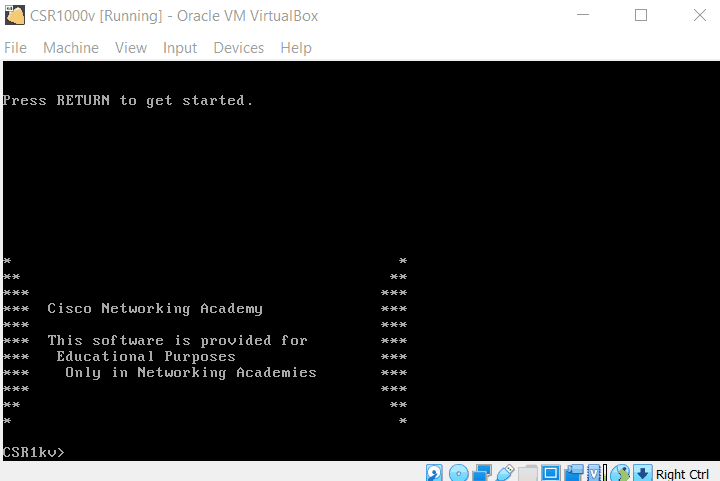 CSR1000v [Running] - Oracle VM VirtualBox
File Machine View Input Devices Help
Press RETURN to get started.
* *
** **
*** ***
*** Cisco Networking Academy ***
*** ***
*** This software is provided for ***
*** Educational Purposes ***
*** Only in Networking Academies ***
*** ***
** **
* *
CSR1kv>
Right Ctrl